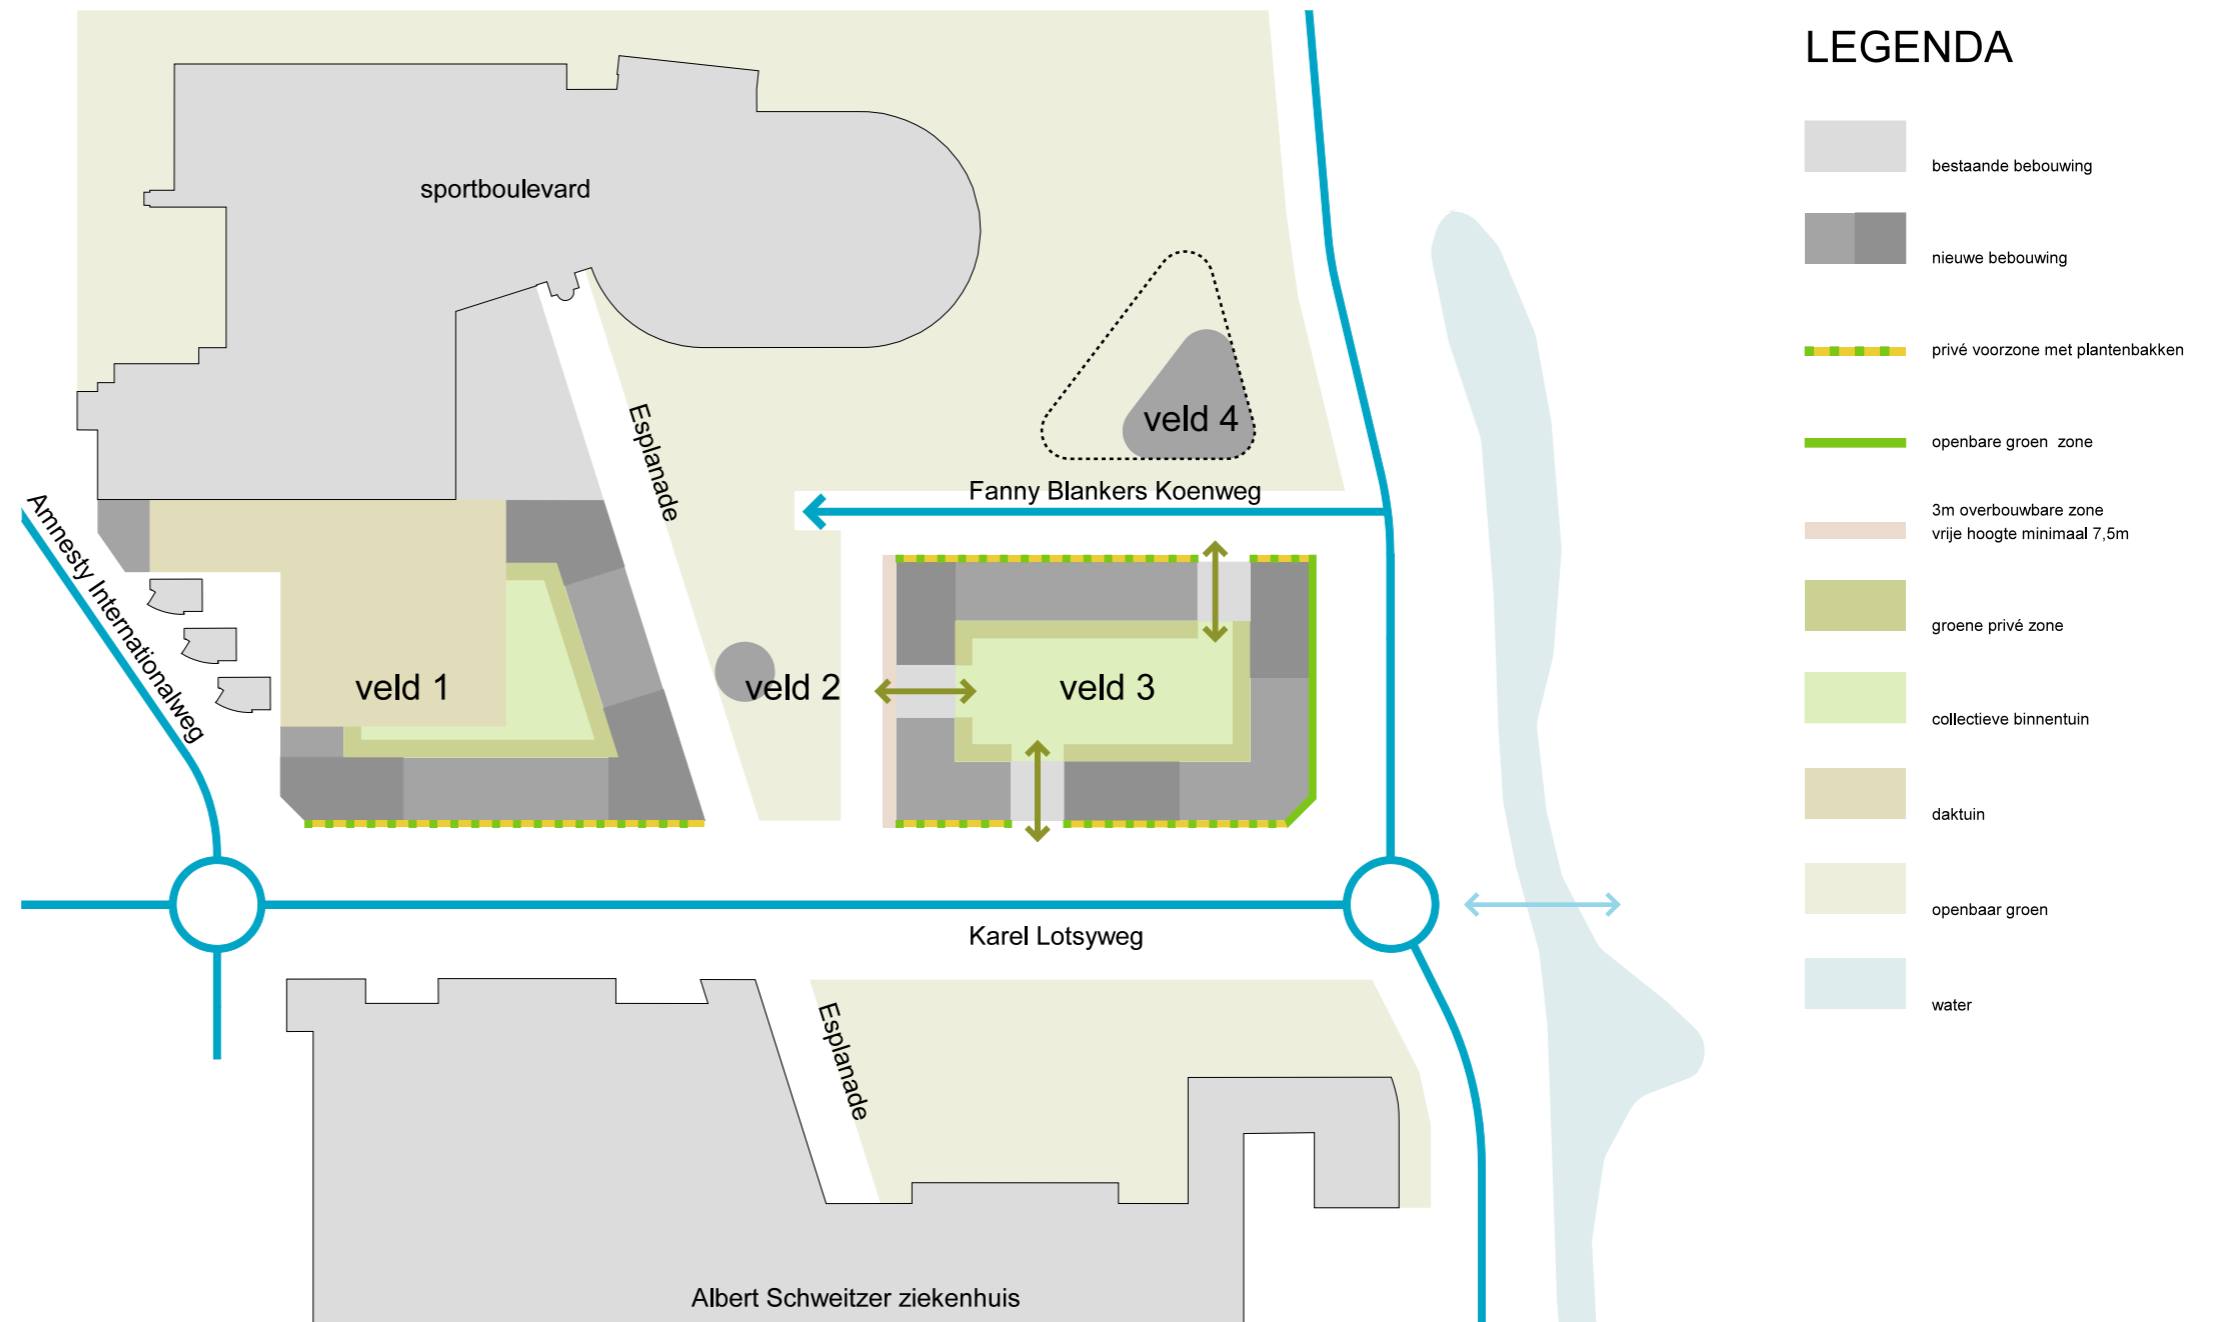 LEGENDA
bestaande bebouwing
nieuwe bebouwing
privé voorzone met plantenbakken
openbare groen zone
3m overbouwbare zone
vrije hoogte minimaal 7,5m
groene privé zone
collectieve binnentuin
daktuin
openbaar groen
water
sportboulevard
Esplanade
veld 4
Fanny Blankers Koenweg
Amnesty Internationalweg
veld 1
veld 2
veld 3
Karel Lotsyweg
Esplanade
Albert Schweitzer ziekenhuis